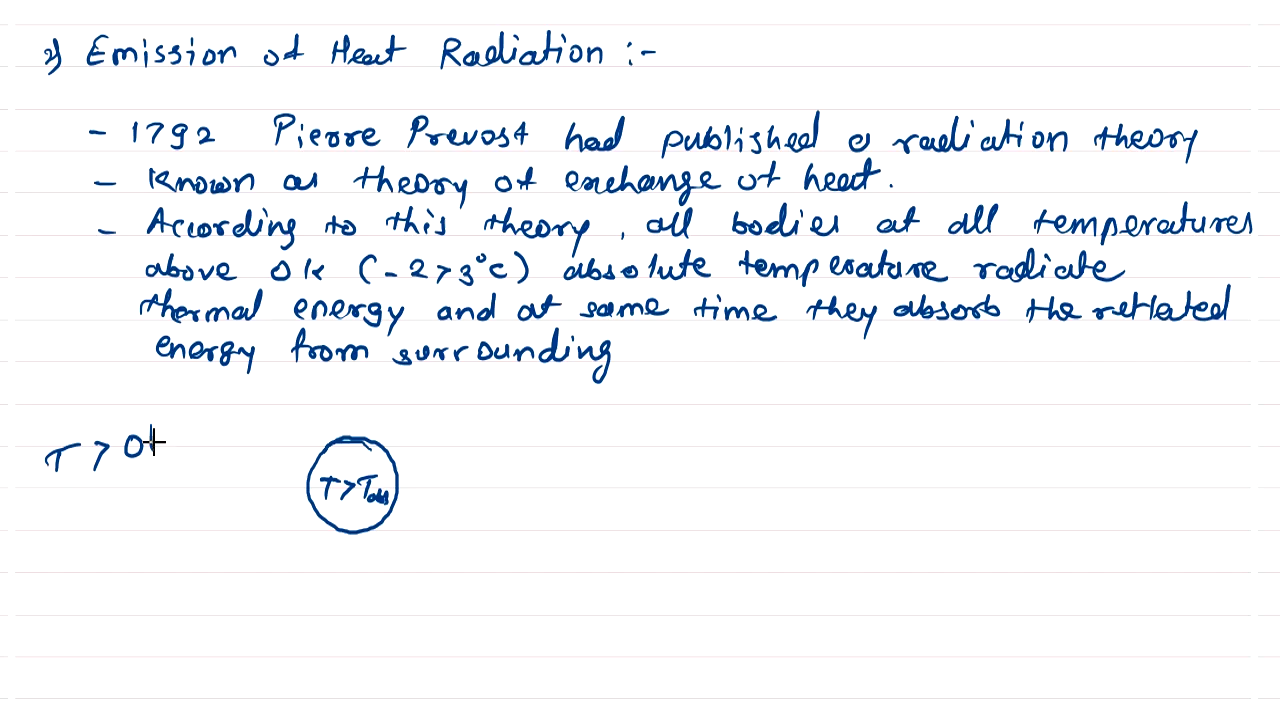 2) Emission of Heat Radiation :-
- 1792 Pierre Prevost had published a radiation theory
- Known as theory of exchange of heat.
- According to this theory, all bodies at all temperatures
above 0 K (-273°C) absolute temperature radiate
thermal energy and at same time they absorb the
energy from surrounding
T > 0
T > Tabs